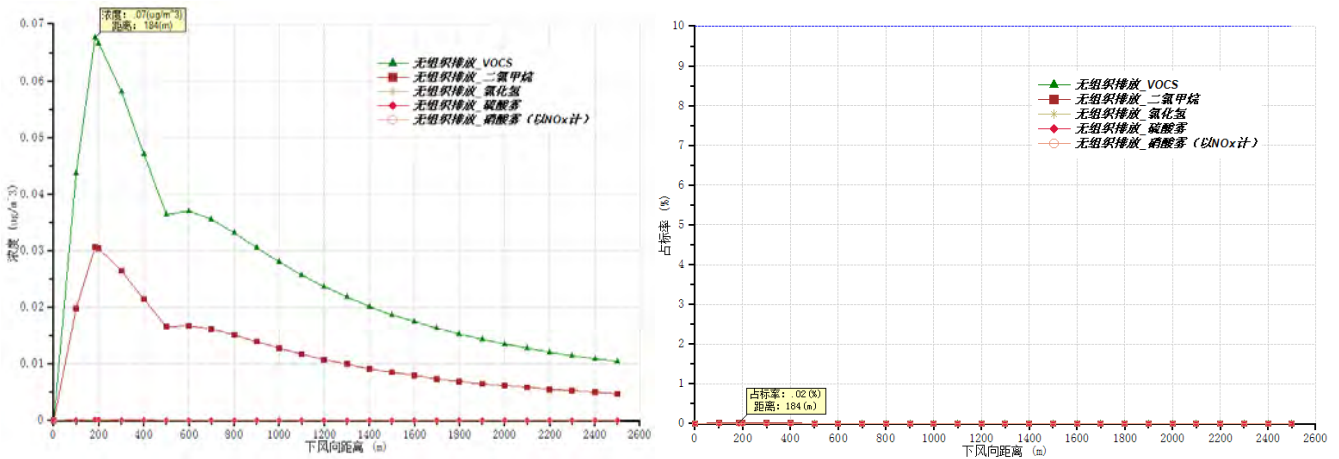 浓度: .07(ug/m^3)
距离: 184(m)
0.07
0.06
0.05
0.04
0.03
0.02
0.01
0
浓度 (ug/m^3)
无组织排放_VOCS
无组织排放_二氯甲烷
无组织排放_氯化氢
无组织排放_硫酸雾
无组织排放_硝酸雾（以NOx计）
0 200 400 600 800 1000 1200 1400 1600 1800 2000 2200 2400 2600
下风向距离 (m)
10
9
8
7
6
5
4
3
2
1
0
占标率 (%)
无组织排放_VOCS
无组织排放_二氯甲烷
无组织排放_氯化氢
无组织排放_硫酸雾
无组织排放_硝酸雾（以NOx计）
占标率: .02(%)
距离: 184(m)
0 200 400 600 800 1000 1200 1400 1600 1800 2000 2200 2400 2600
下风向距离 (m)